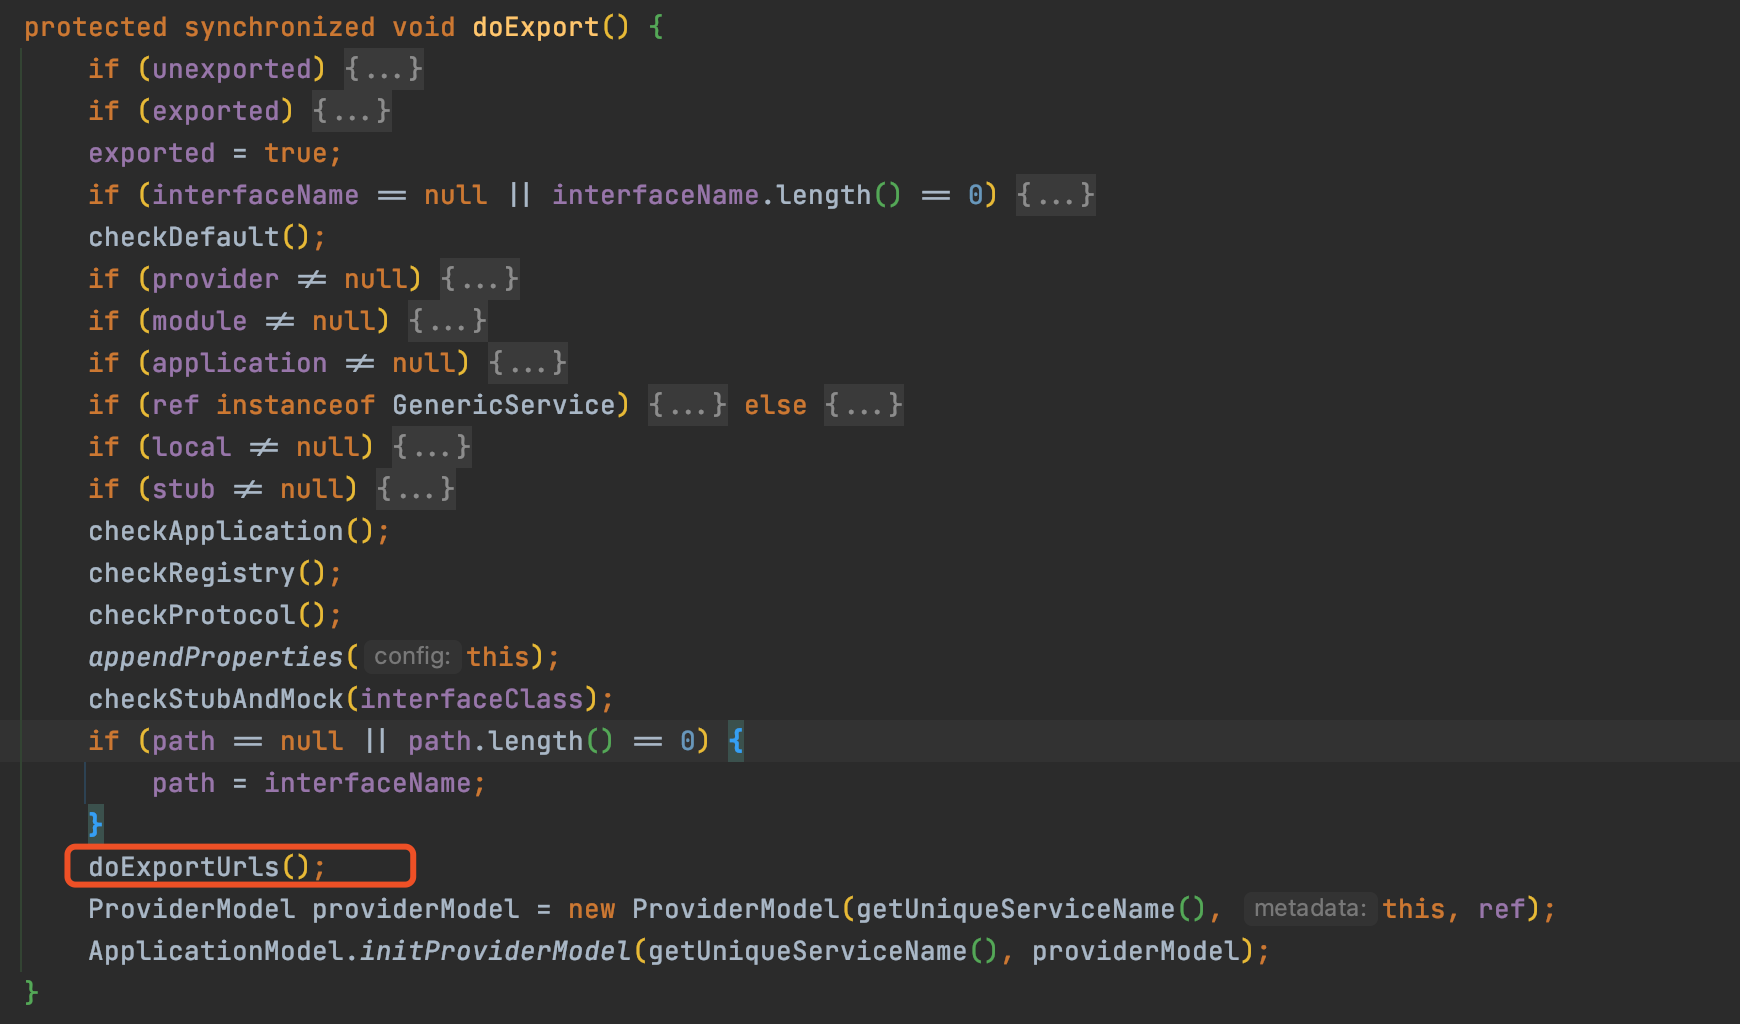 protected synchronized void doExport() {
    if (unexported) {...}
    if (exported) {...}
    exported = true;
    if (interfaceName == null || interfaceName.length() == 0) {...}
    checkDefault();
    if (provider != null) {...}
    if (module != null) {...}
    if (application != null) {...}
    if (ref instanceof GenericService) {...} else {...}
    if (local != null) {...}
    if (stub != null) {...}
    checkApplication();
    checkRegistry();
    checkProtocol();
    appendProperties( config: this);
    checkStubAndMock(interfaceClass);
    if (path == null || path.length() == 0) {
        path = interfaceName;
    }
    doExportUrls();
    ProviderModel providerModel = new ProviderModel(getUniqueServiceName(), metadata: this, ref);
    ApplicationModel.initProviderModel(getUniqueServiceName(), providerModel);
}